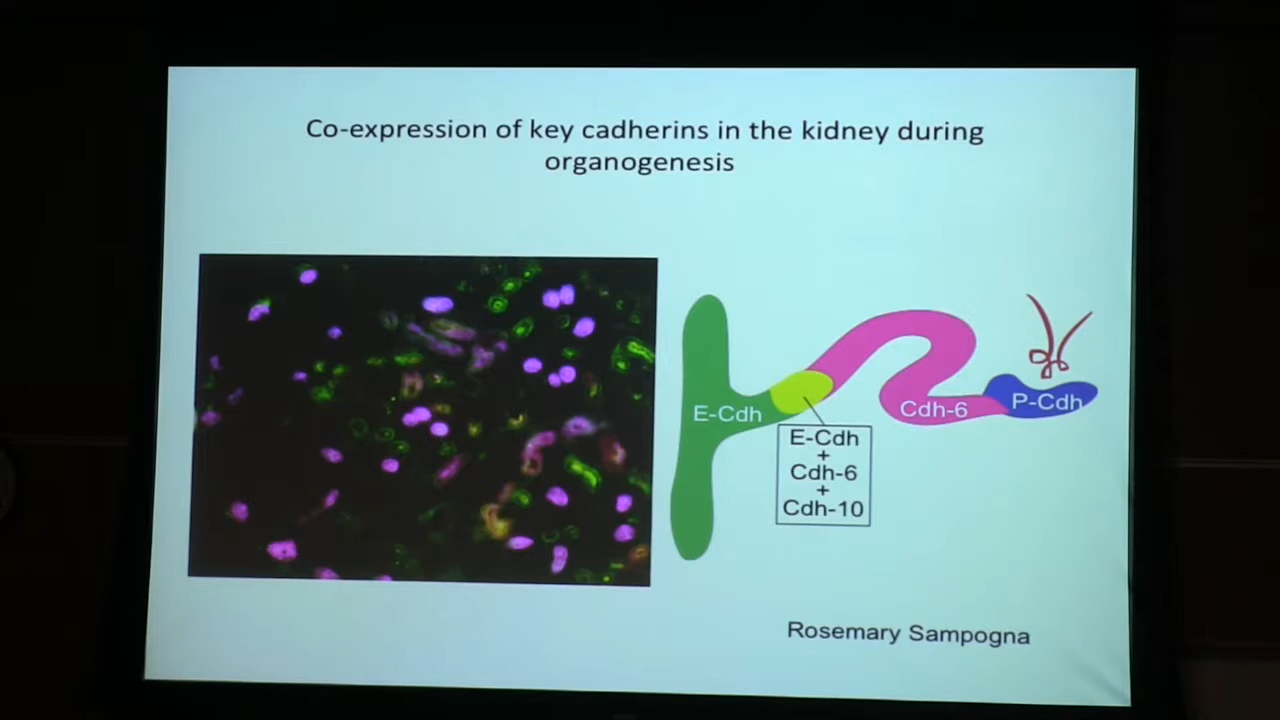 Co-expression of key cadherins in the kidney during
organogenesis
E-Cdh
E-Cdh
+
Cdh-6
+
Cdh-10
Cdh-6
P-Cdh
Rosemary Sampogna